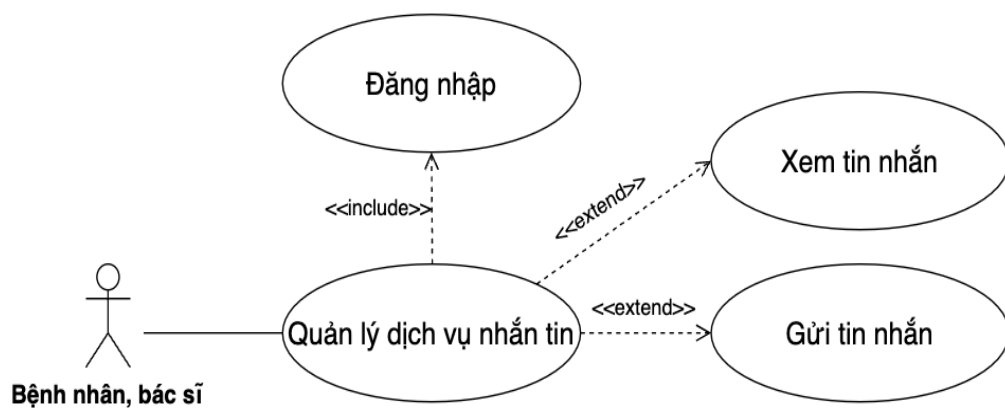 Đăng nhập
Xem tin nhắn
<<include>>
<<extend>>
<<extend>>
Quản lý dịch vụ nhắn tin
Gửi tin nhắn
Bệnh nhân, bác sĩ